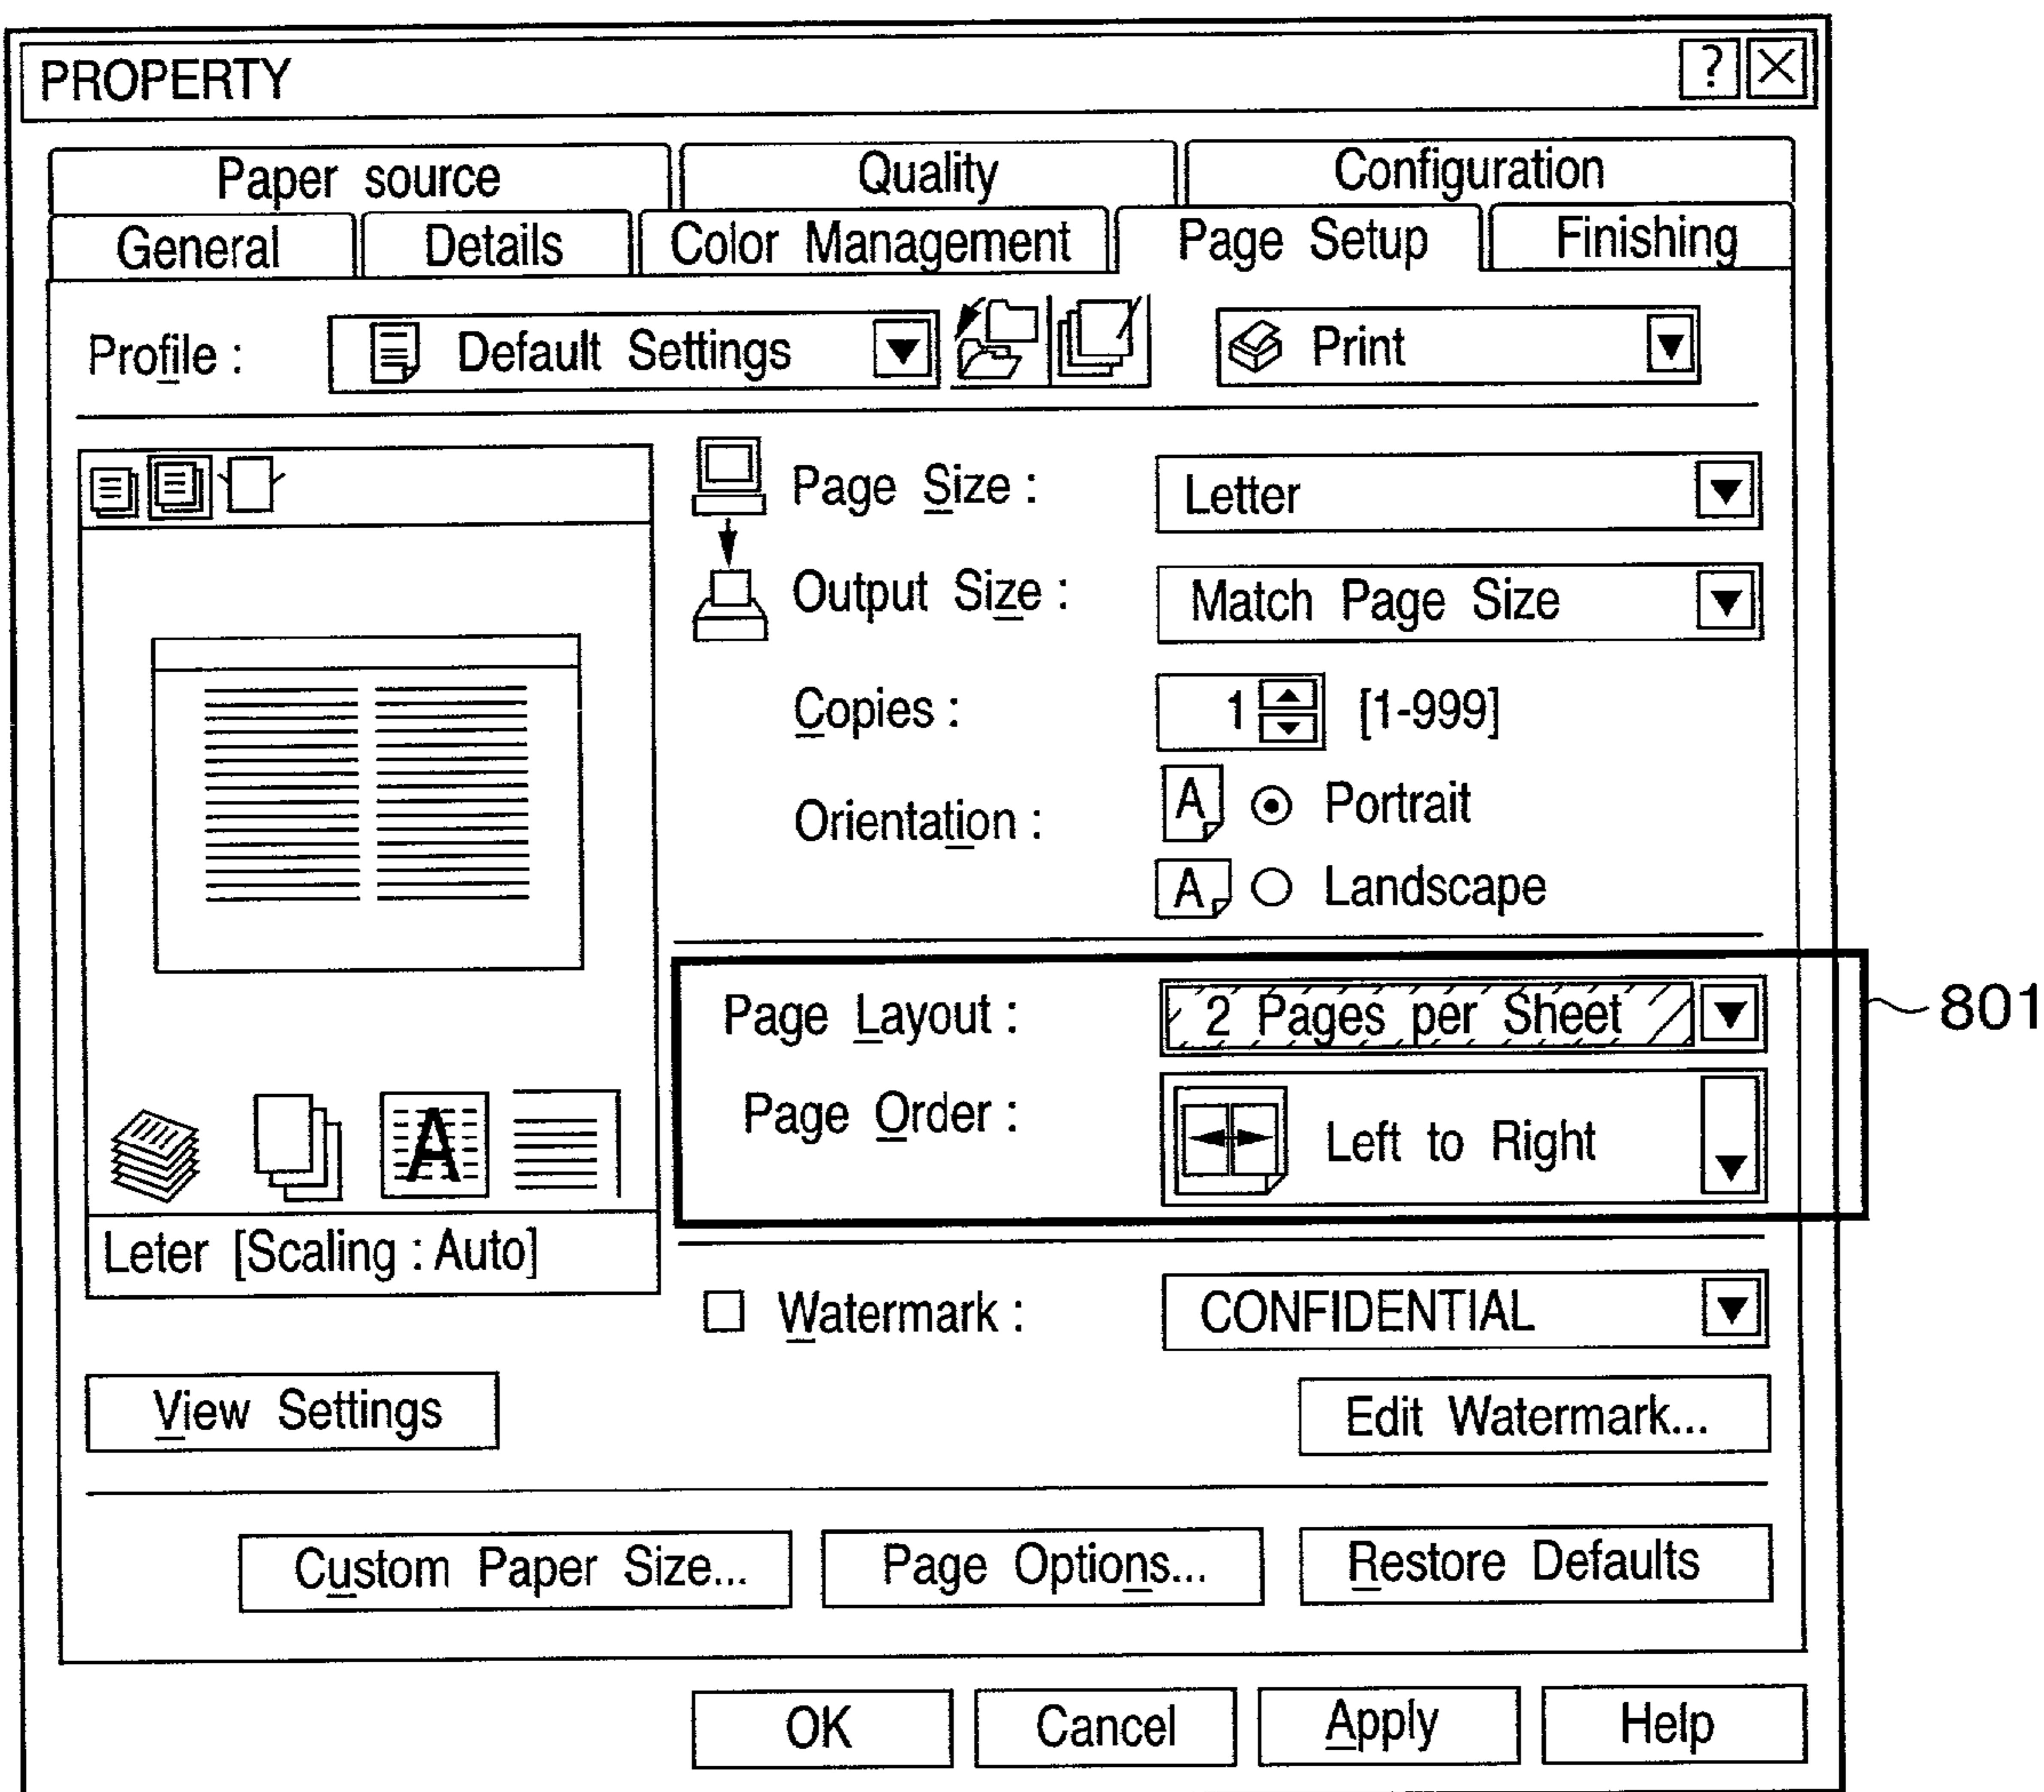 PROPERTY ?
Paper source Quality Configuration
General Details Color Management Page Setup Finishing
Profile : Default Settings Print
Page Size : Letter
Output Size : Match Page Size
Copies : 1 [1-999]
Orientation : A Portrait
A Landscape
Page Layout : 2 Pages per Sheet 801
Page Order : Left to Right
A
Leter [Scaling : Auto]
Watermark : CONFIDENTIAL
View Settings Edit Watermark...
Custom Paper Size... Page Options... Restore Defaults
OK Cancel Apply Help